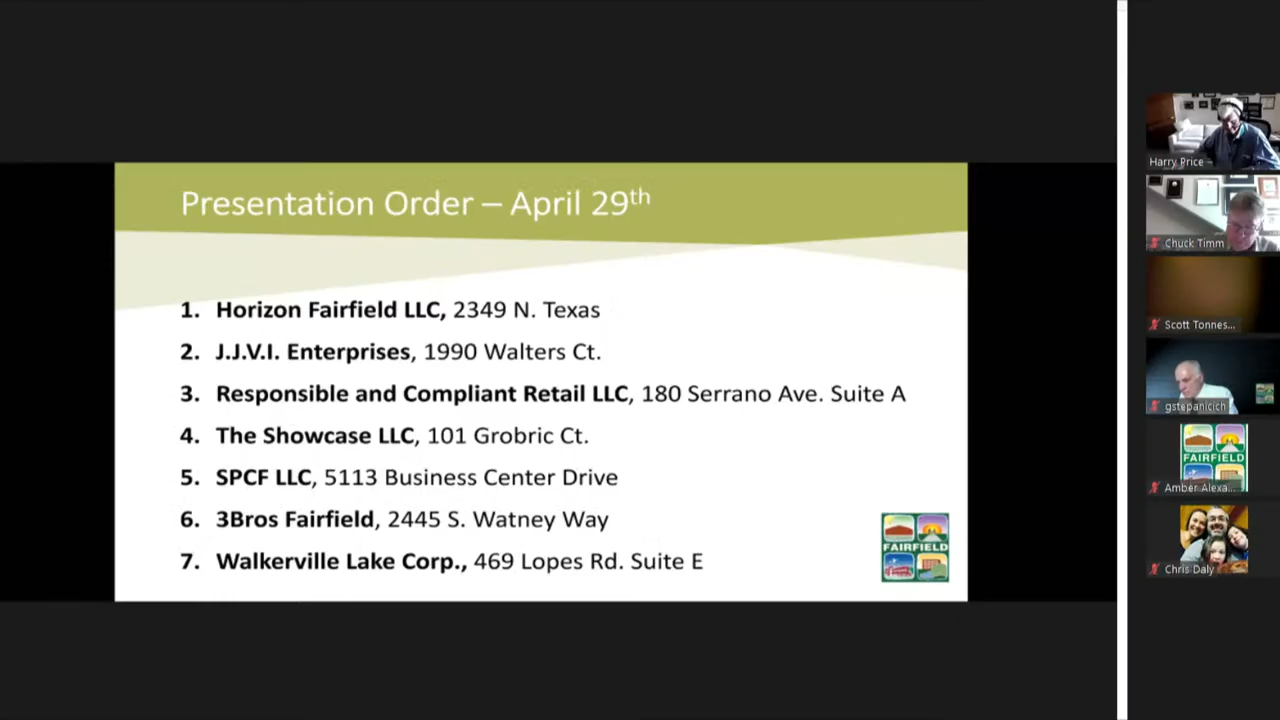 Presentation Order – April 29th
1. Horizon Fairfield LLC, 2349 N. Texas
2. J.J.V.I. Enterprises, 1990 Walters Ct.
3. Responsible and Compliant Retail LLC, 180 Serrano Ave. Suite A
4. The Showcase LLC, 101 Grobric Ct.
5. SPCF LLC, 5113 Business Center Drive
6. 3Bros Fairfield, 2445 S. Watney Way
7. Walkerville Lake Corp., 469 Lopes Rd. Suite E
FAIRFIELD
Harry Price –
Chuck Timm
Scott Tonnes...
gstepanicich
FAIRFIELD
Amber Alexa...
Chris Daly